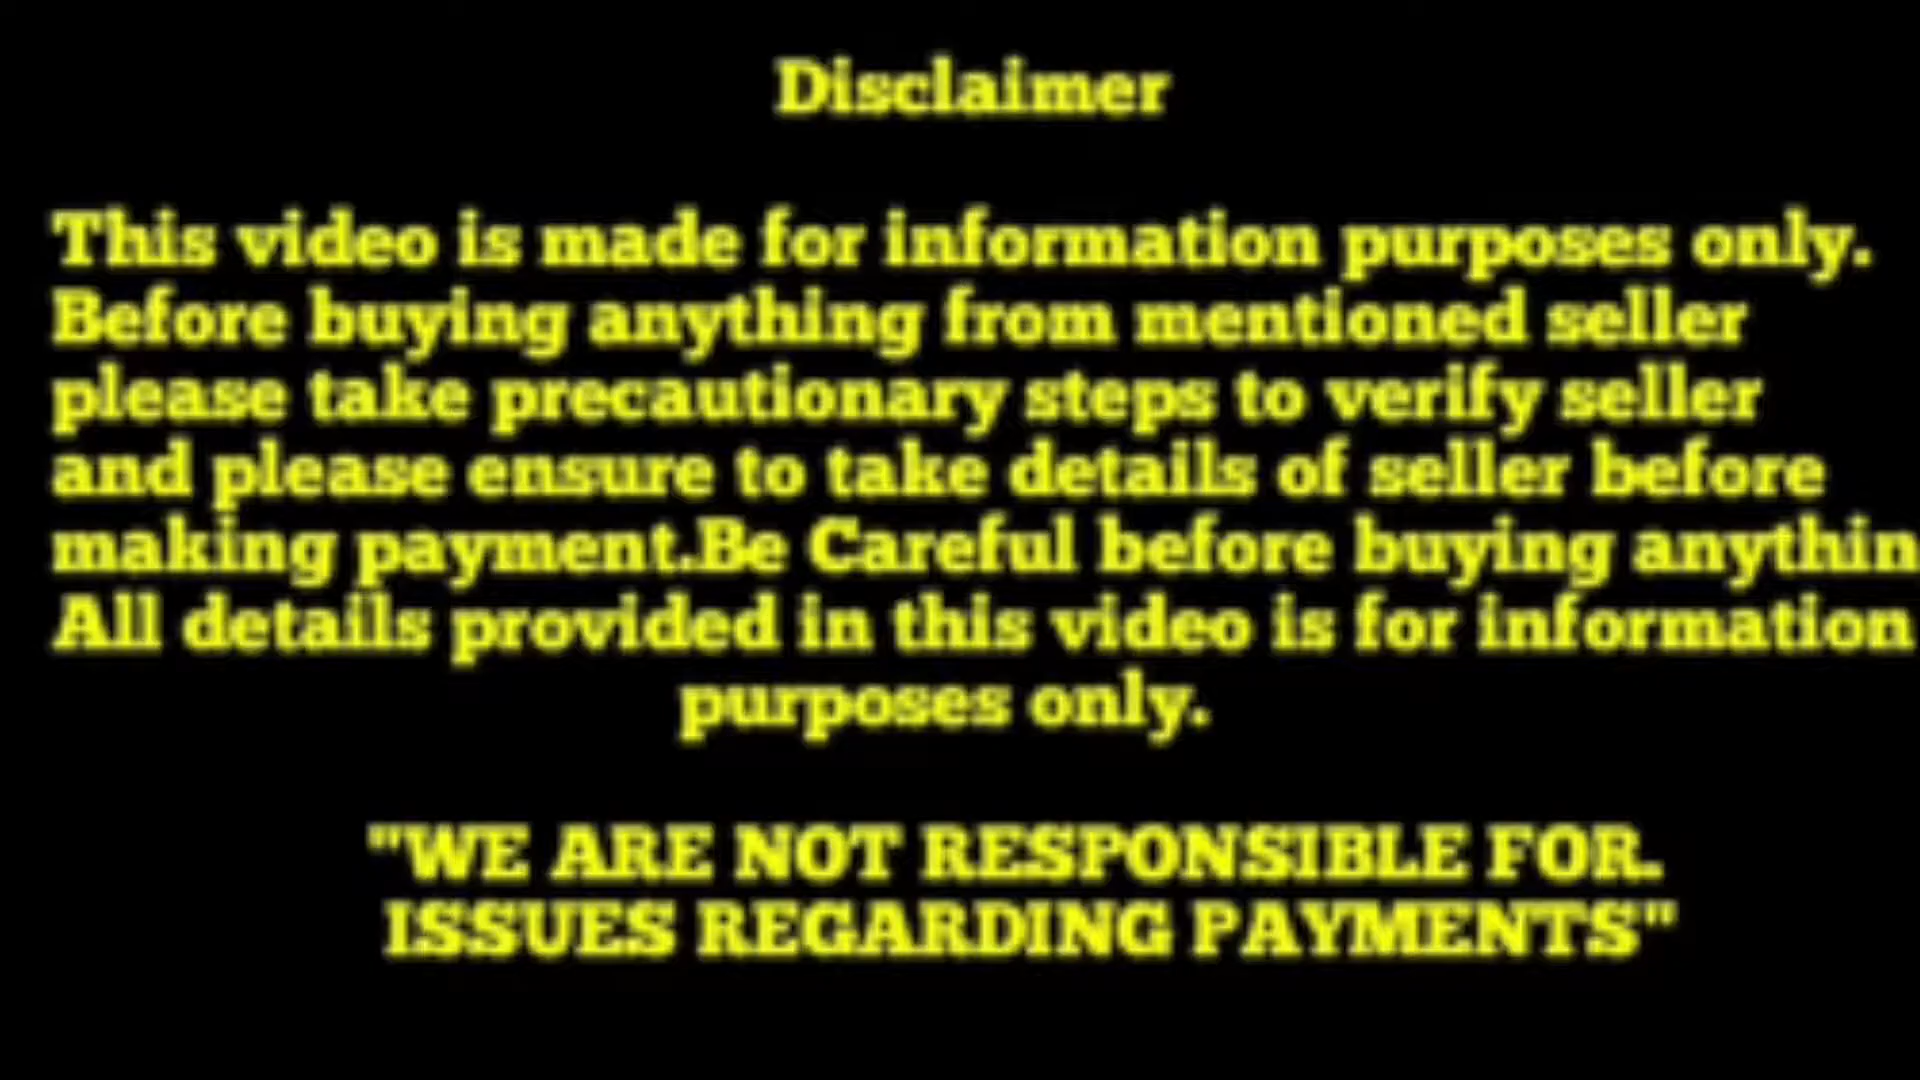 Disclaimer
This video is made for information purposes only.
Before buying anything from mentioned seller
please take precautionary steps to verify seller
and please ensure to take details of seller before
making payment.Be Careful before buying anythin
All details provided in this video is for information
purposes only.
"WE ARE NOT RESPONSIBLE FOR.
ISSUES REGARDING PAYMENTS"